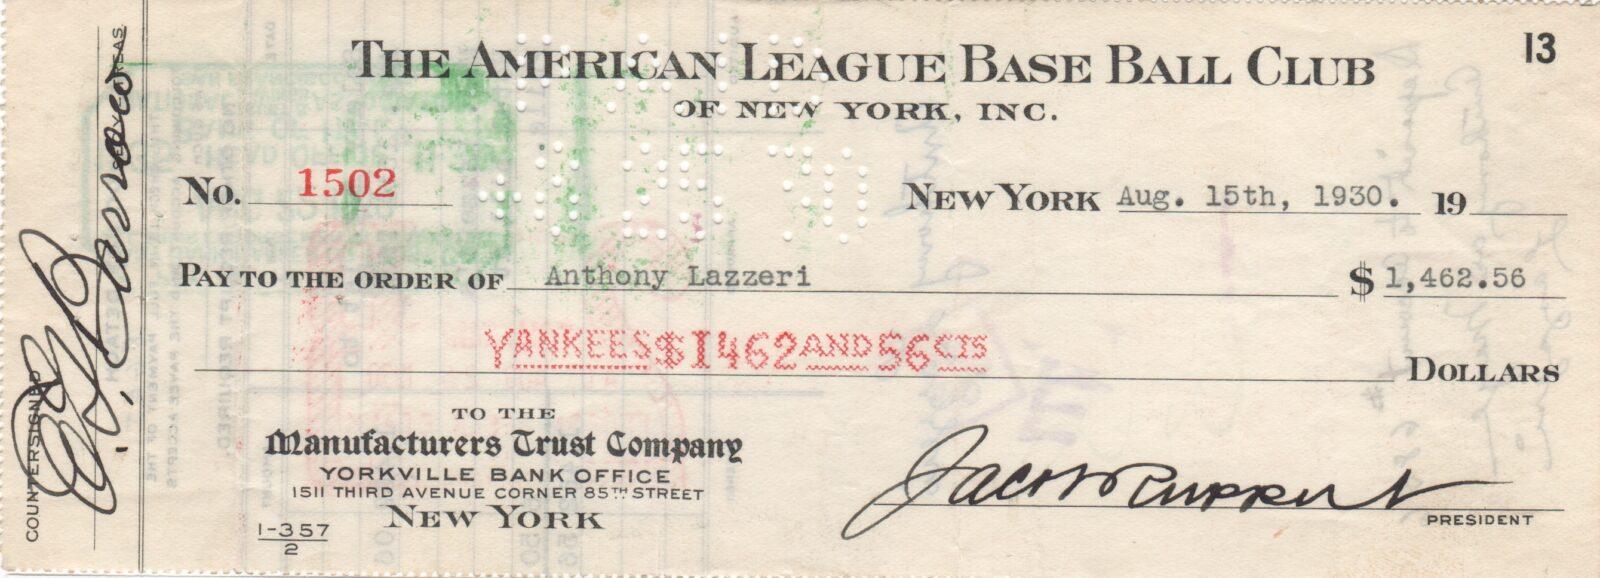 13
THE AMERICAN LEAGUE BASE BALL CLUB
OF NEW YORK, INC.
No. 1502
NEW YORK Aug. 15th, 1930. 19
PAY TO THE ORDER OF Anthony Lazzeri $ 1,462.56
YANKEES $1462 AND 56 CTS
DOLLARS
TO THE
Manufacturers Trust Company
YORKVILLE BANK OFFICE
1511 THIRD AVENUE CORNER 85TH STREET
NEW YORK
1-357
2
Jacob Ruppert
PRESIDENT
COUNTERSIGNED
E. G. Barrow